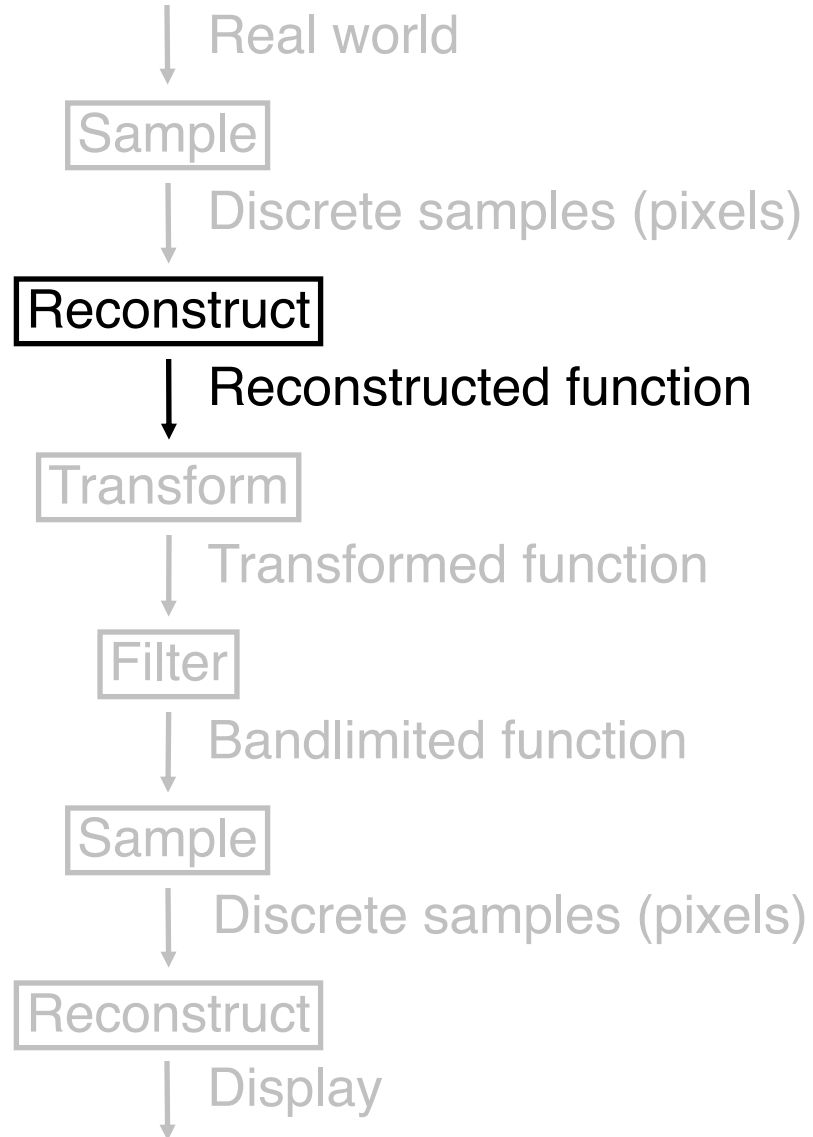 Real world
Sample
Discrete samples (pixels)
Reconstruct
Reconstructed function
Transform
Transformed function
Filter
Bandlimited function
Sample
Discrete samples (pixels)
Reconstruct
Display